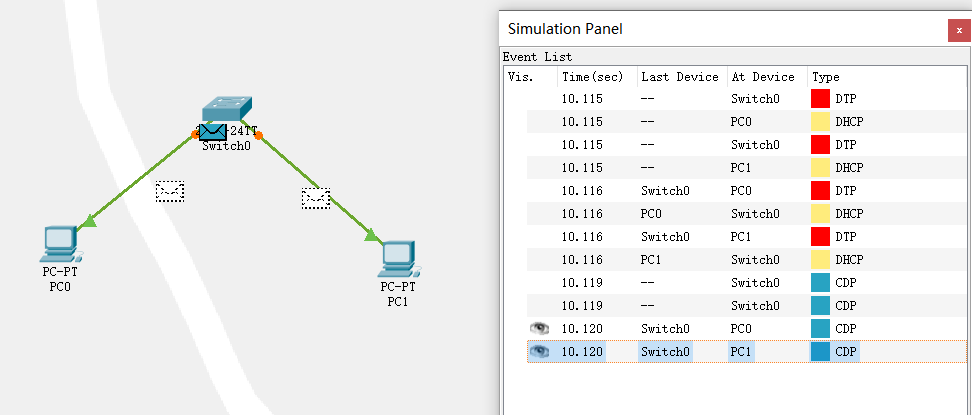 2    -24TT
Switch0
PC-PT
PC0
PC-PT
PC1
Simulation Panel
x
Event List
Vis. Time(sec) Last Device At Device Type
10.115 -- Switch0 DTP
10.115 -- PC0 DHCP
10.115 -- Switch0 DTP
10.115 -- PC1 DHCP
10.116 Switch0 PC0 DTP
10.116 PC0 Switch0 DHCP
10.116 Switch0 PC1 DTP
10.116 PC1 Switch0 DHCP
10.119 -- Switch0 CDP
10.119 -- Switch0 CDP
10.120 Switch0 PC0 CDP
10.120 Switch0 PC1 CDP